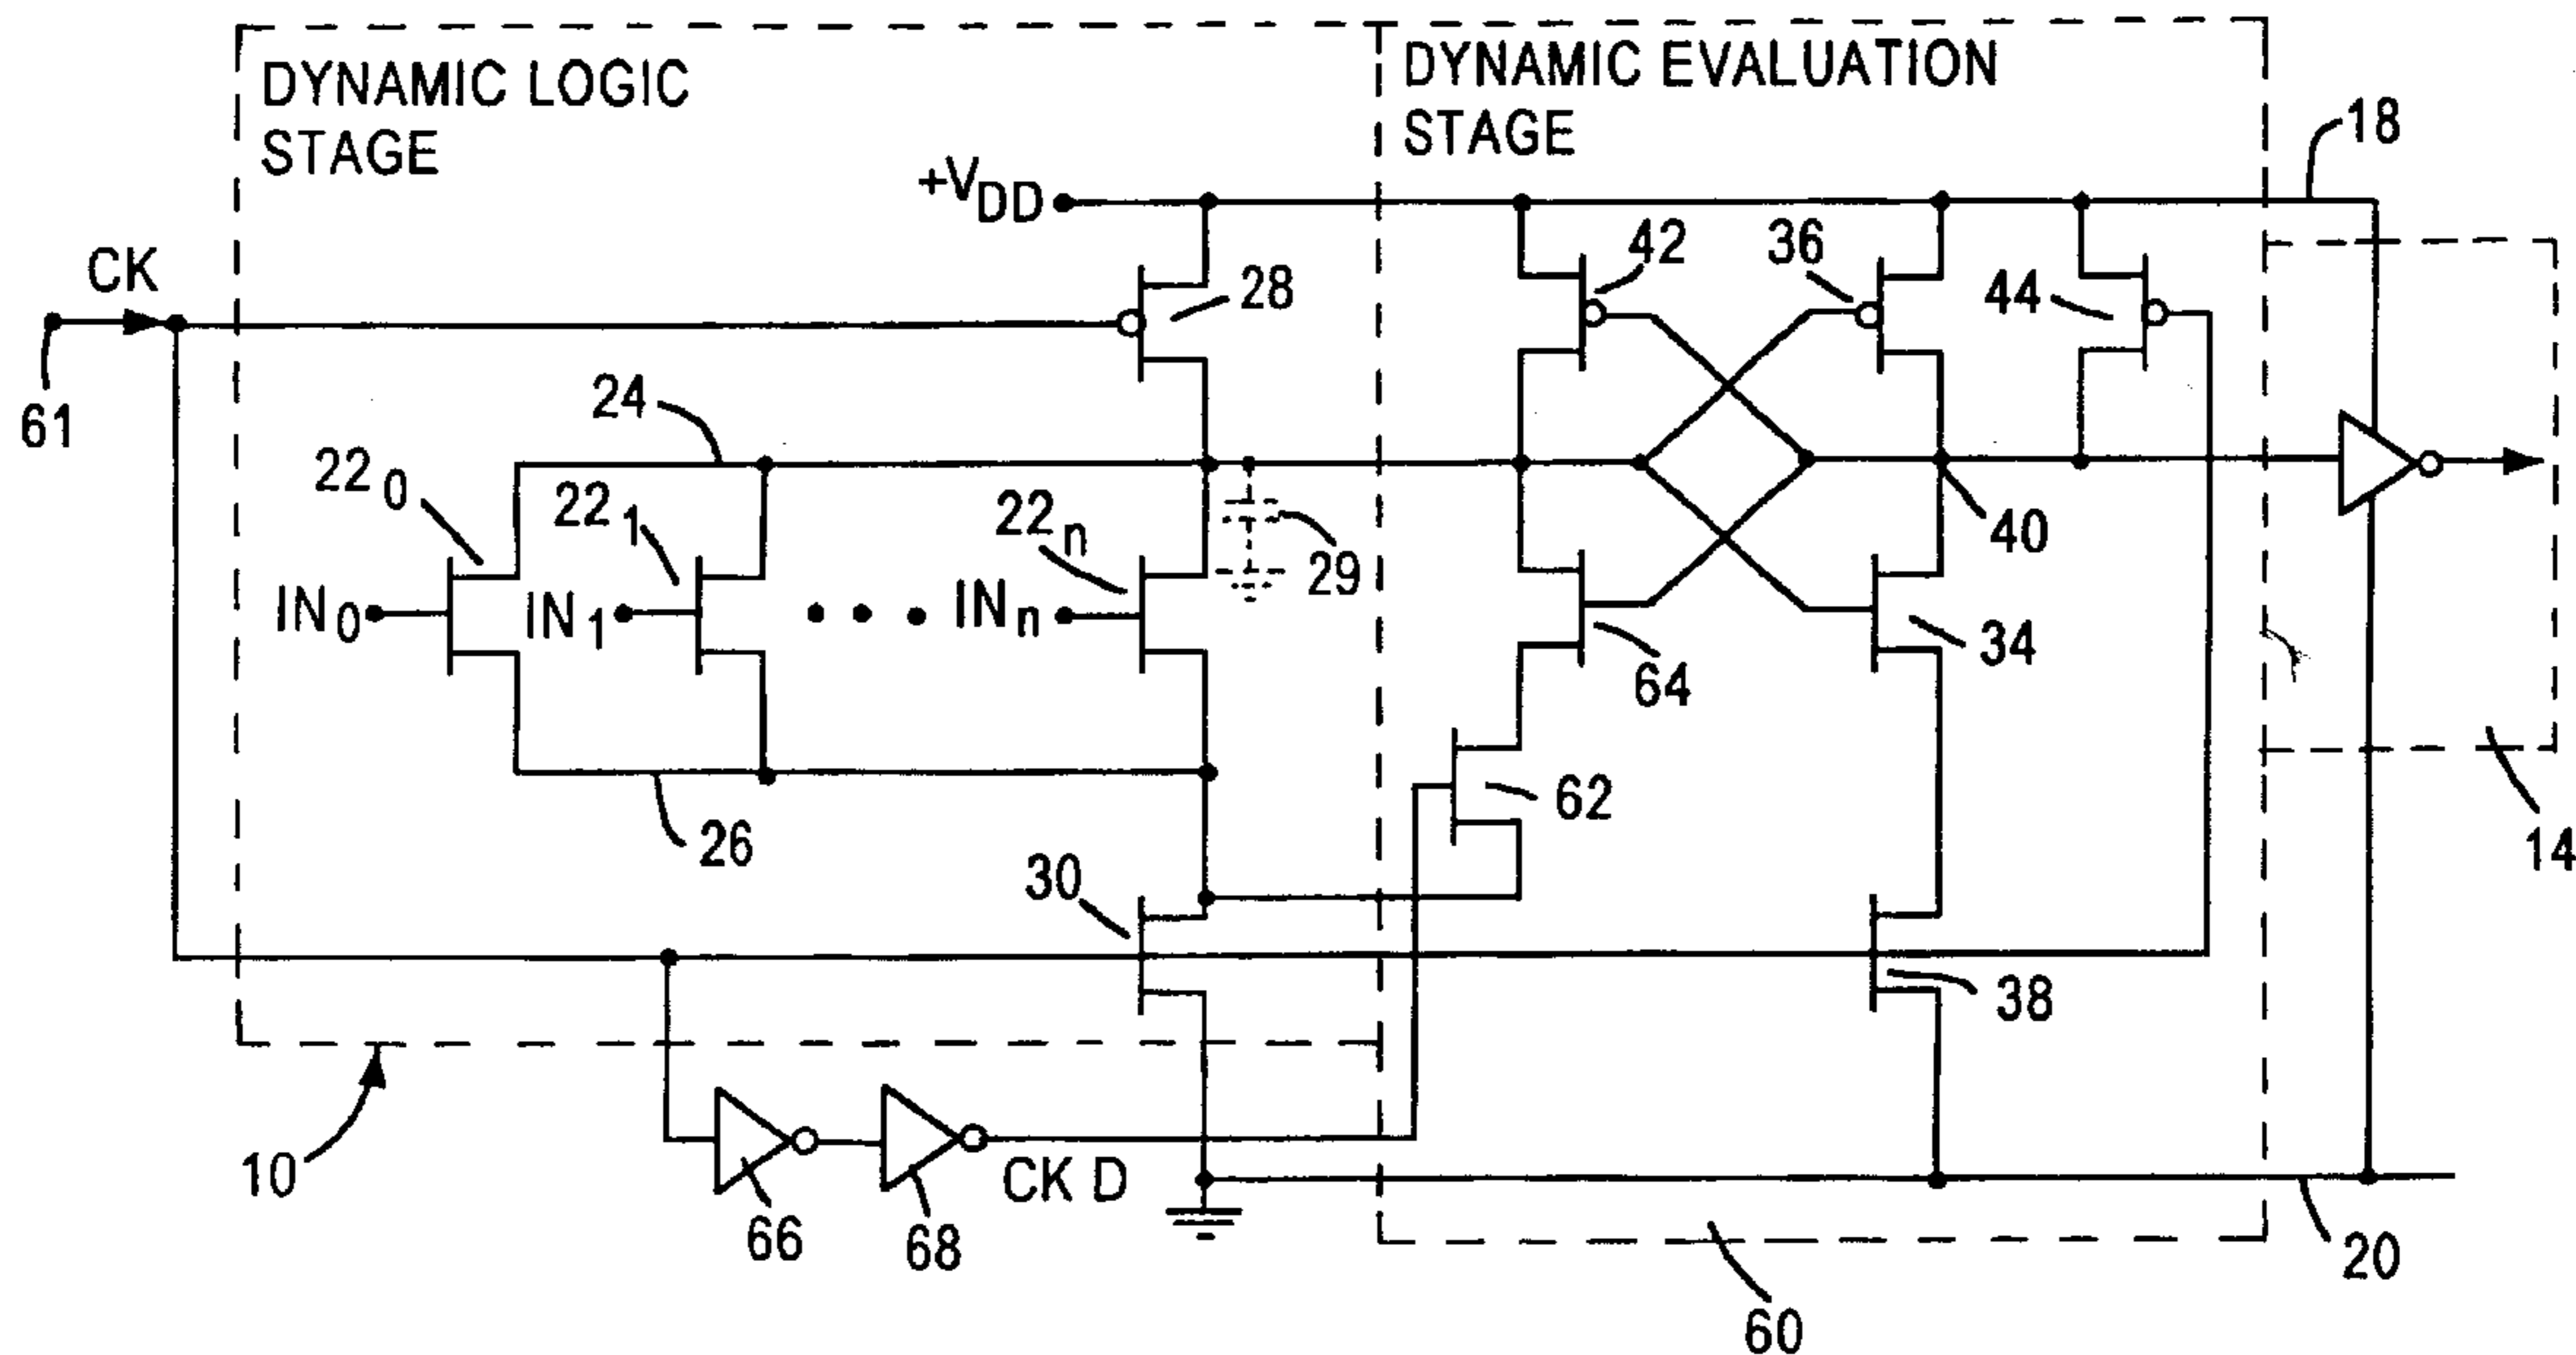 DYNAMIC LOGIC
STAGE
DYNAMIC EVALUATION
STAGE
18
+VDD
CK
42
36
44
28
61
24
220
221
22n
29
40
IN0
IN1
• • •
INn
64
34
62
14
26
30
38
10
66
68
CK D
20
60